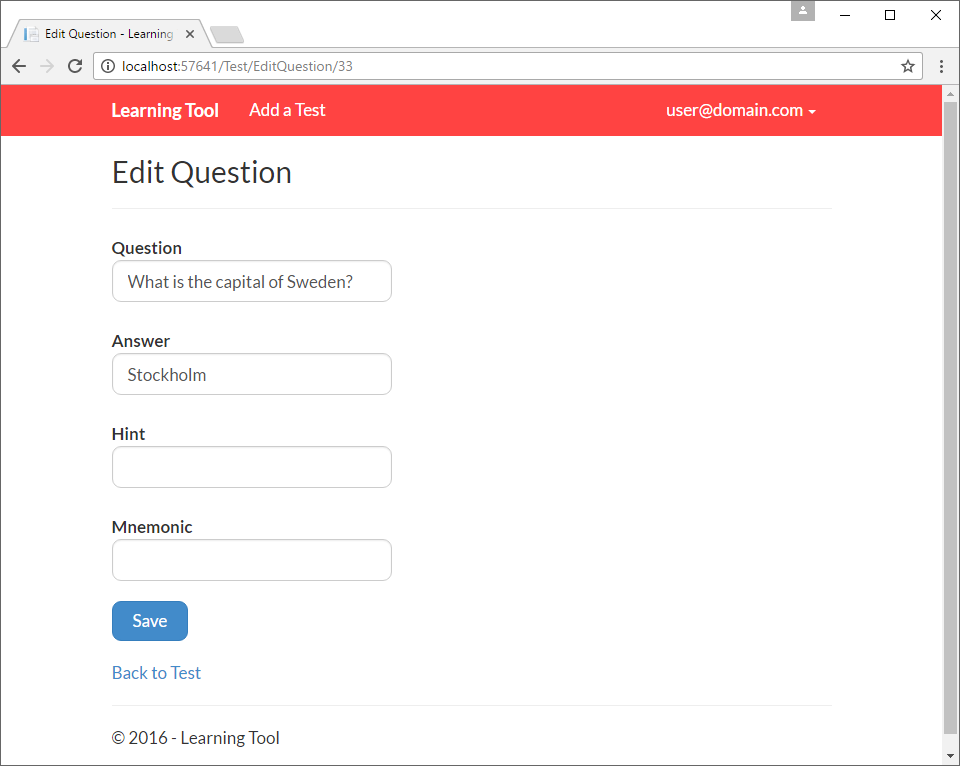 Edit Question - Learning
localhost:57641/Test/EditQuestion/33
Learning Tool Add a Test user@domain.com
Edit Question
Question
What is the capital of Sweden?
Answer
Stockholm
Hint
Mnemonic
Save
Back to Test
© 2016 - Learning Tool